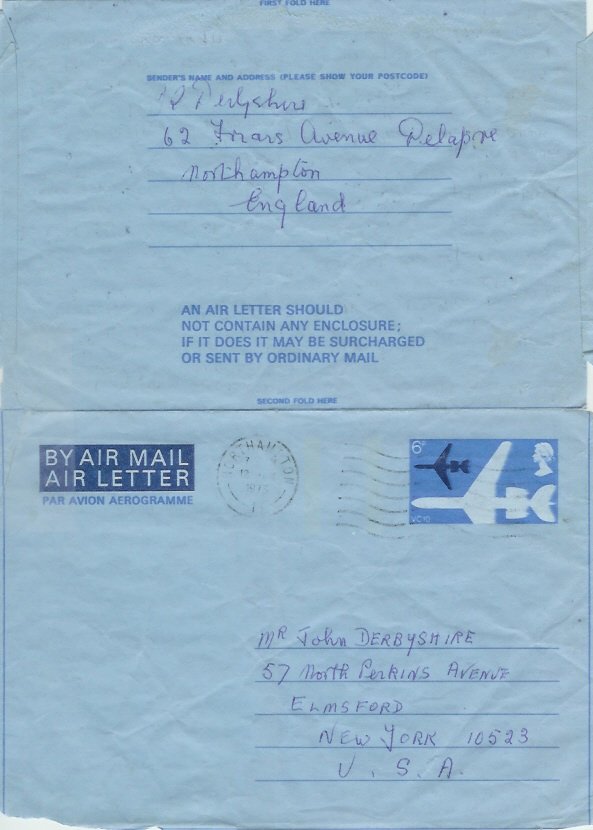 FIRST FOLD HERE
SENDER'S NAME AND ADDRESS (PLEASE SHOW YOUR POSTCODE)
Derbyshire
62 Friars Avenue Delapre
Northampton
England
AN AIR LETTER SHOULD
NOT CONTAIN ANY ENCLOSURE;
IF IT DOES IT MAY BE SURCHARGED
OR SENT BY ORDINARY MAIL
SECOND FOLD HERE
BY AIR MAIL
AIR LETTER
PAR AVION AEROGRAMME
NORTHAMPTON
6D
VC10
MR John DERBYSHIRE
57 North PERKINS AVENUE
ELMSFORD
NEW YORK 10523
U.S.A.